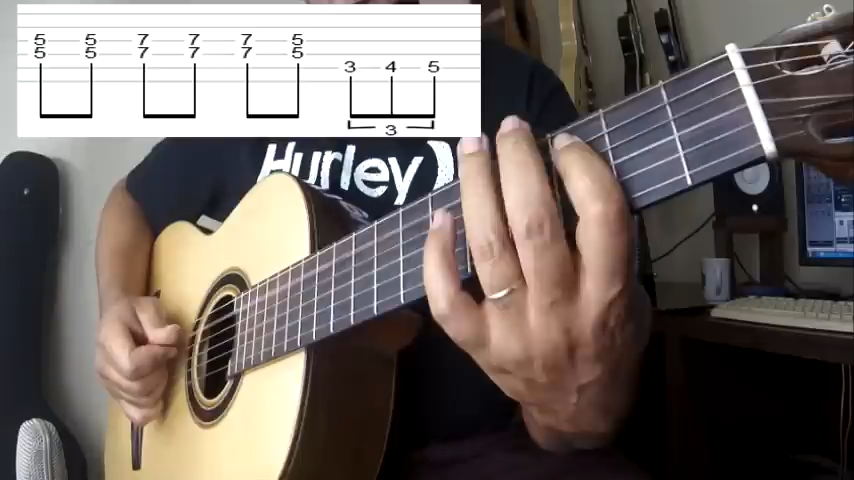 5 5 7 7 7 5
5 5 7 7 7 5
3 4 5
3
Hurley